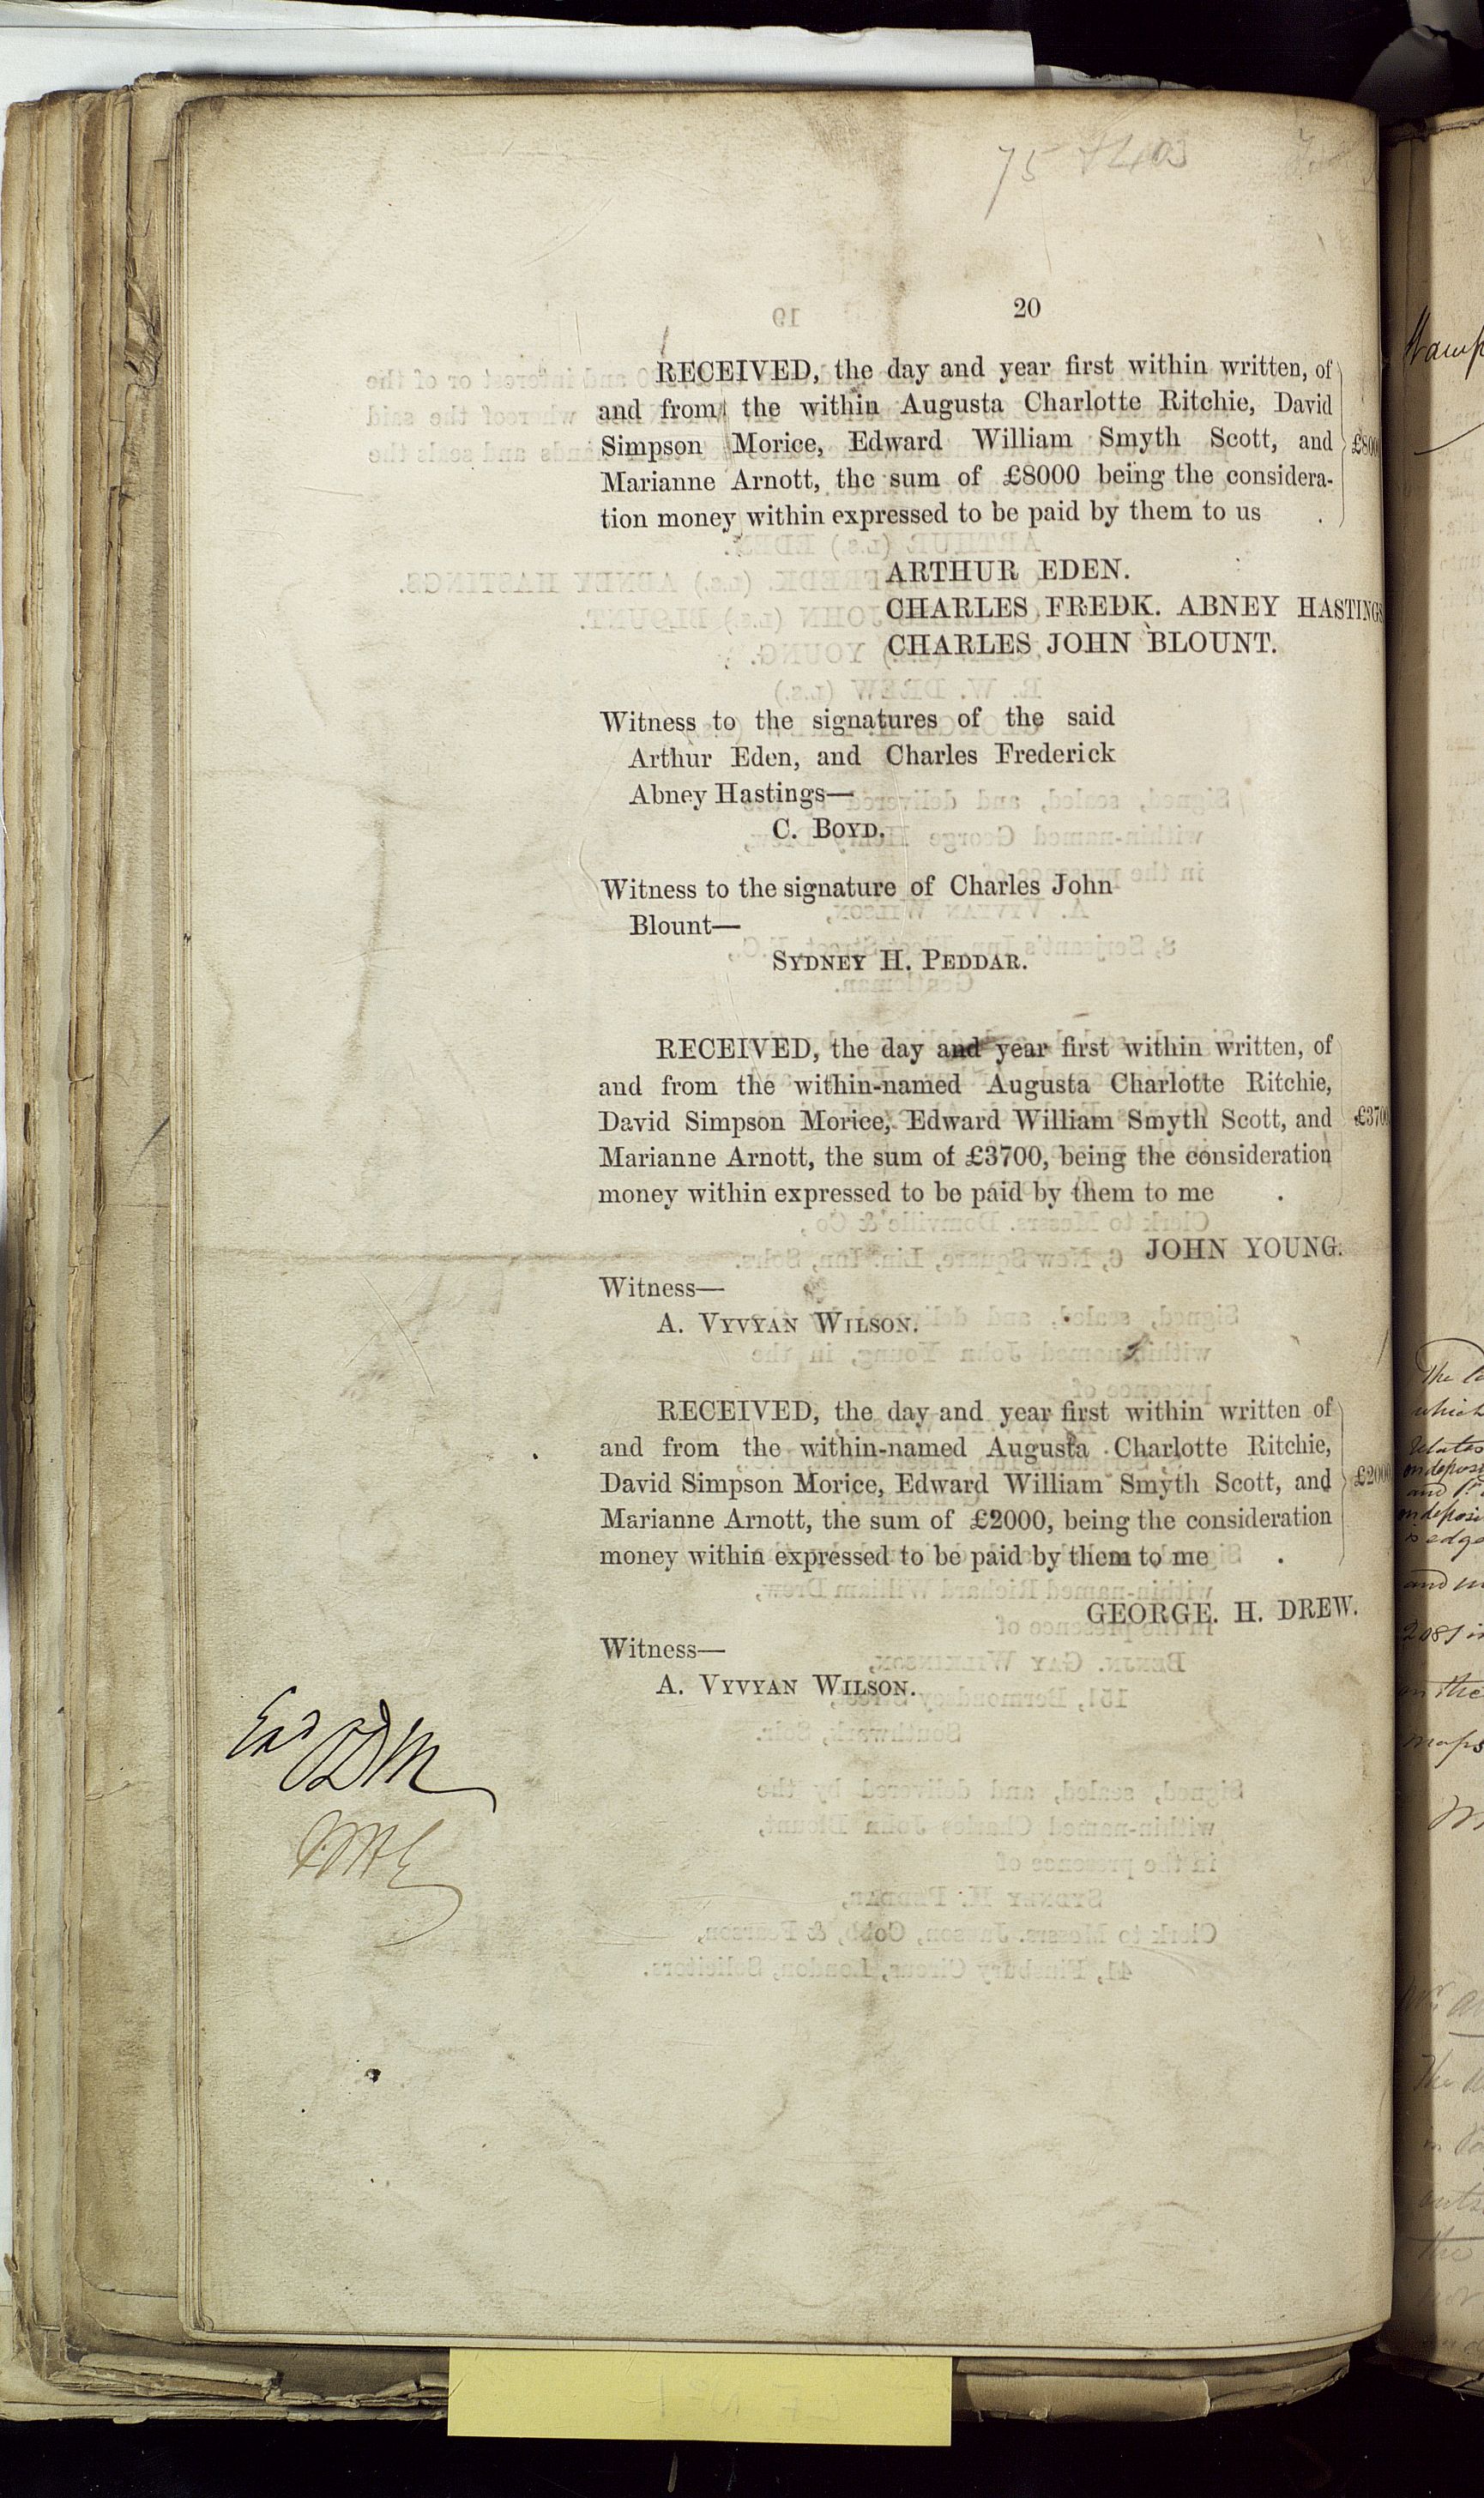 75
20
RECEIVED, the day and year first within written, of
and from the within Augusta Charlotte Ritchie, David
Simpson Morice, Edward William Smyth Scott, and £800
Marianne Arnott, the sum of £8000 being the considera-
tion money within expressed to be paid by them to us .
ARTHUR EDEN.
CHARLES FREDK. ABNEY HASTINGS
CHARLES JOHN BLOUNT.
Witness to the signatures of the said
Arthur Eden, and Charles Frederick
Abney Hastings—
C. BOYD.
Witness to the signature of Charles John
Blount—
SYDNEY H. PEDDAR.
RECEIVED, the day and year first within written, of
and from the within-named Augusta Charlotte Ritchie,
David Simpson Morice, Edward William Smyth Scott, and £3700
Marianne Arnott, the sum of £3700, being the consideration
money within expressed to be paid by them to me .
JOHN YOUNG.
Witness—
A. VYVYAN WILSON.
RECEIVED, the day and year first within written of
and from the within-named Augusta Charlotte Ritchie,
David Simpson Morice, Edward William Smyth Scott, and £2000
Marianne Arnott, the sum of £2000, being the consideration
money within expressed to be paid by them to me .
GEORGE. H. DREW.
Witness—
A. VYVYAN WILSON.